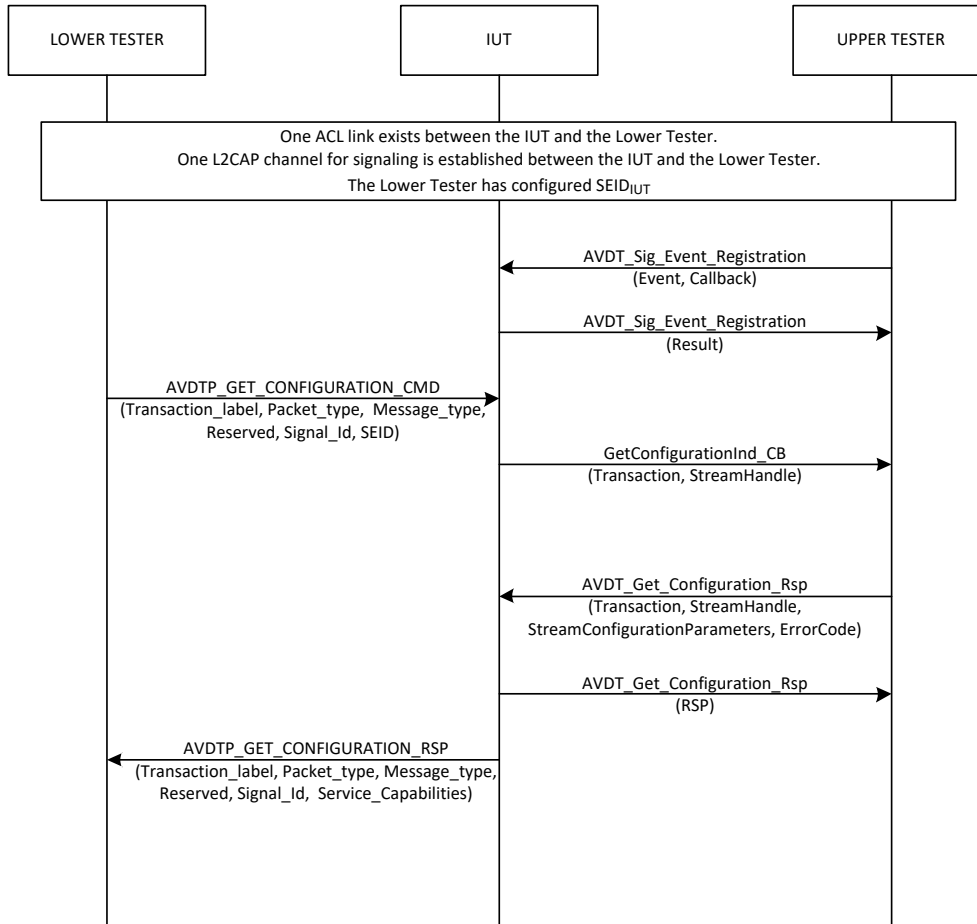 LOWER TESTER
IUT
UPPER TESTER
One ACL link exists between the IUT and the Lower Tester.
One L2CAP channel for signaling is established between the IUT and the Lower Tester.
The Lower Tester has configured SEIDIUT
AVDT_Sig_Event_Registration
(Event, Callback)
AVDT_Sig_Event_Registration
(Result)
AVDTP_GET_CONFIGURATION_CMD
(Transaction_label, Packet_type, Message_type,
Reserved, Signal_Id, SEID)
GetConfigurationInd_CB
(Transaction, StreamHandle)
AVDT_Get_Configuration_Rsp
(Transaction, StreamHandle,
StreamConfigurationParameters, ErrorCode)
AVDT_Get_Configuration_Rsp
(RSP)
AVDTP_GET_CONFIGURATION_RSP
(Transaction_label, Packet_type, Message_type,
Reserved, Signal_Id, Service_Capabilities)